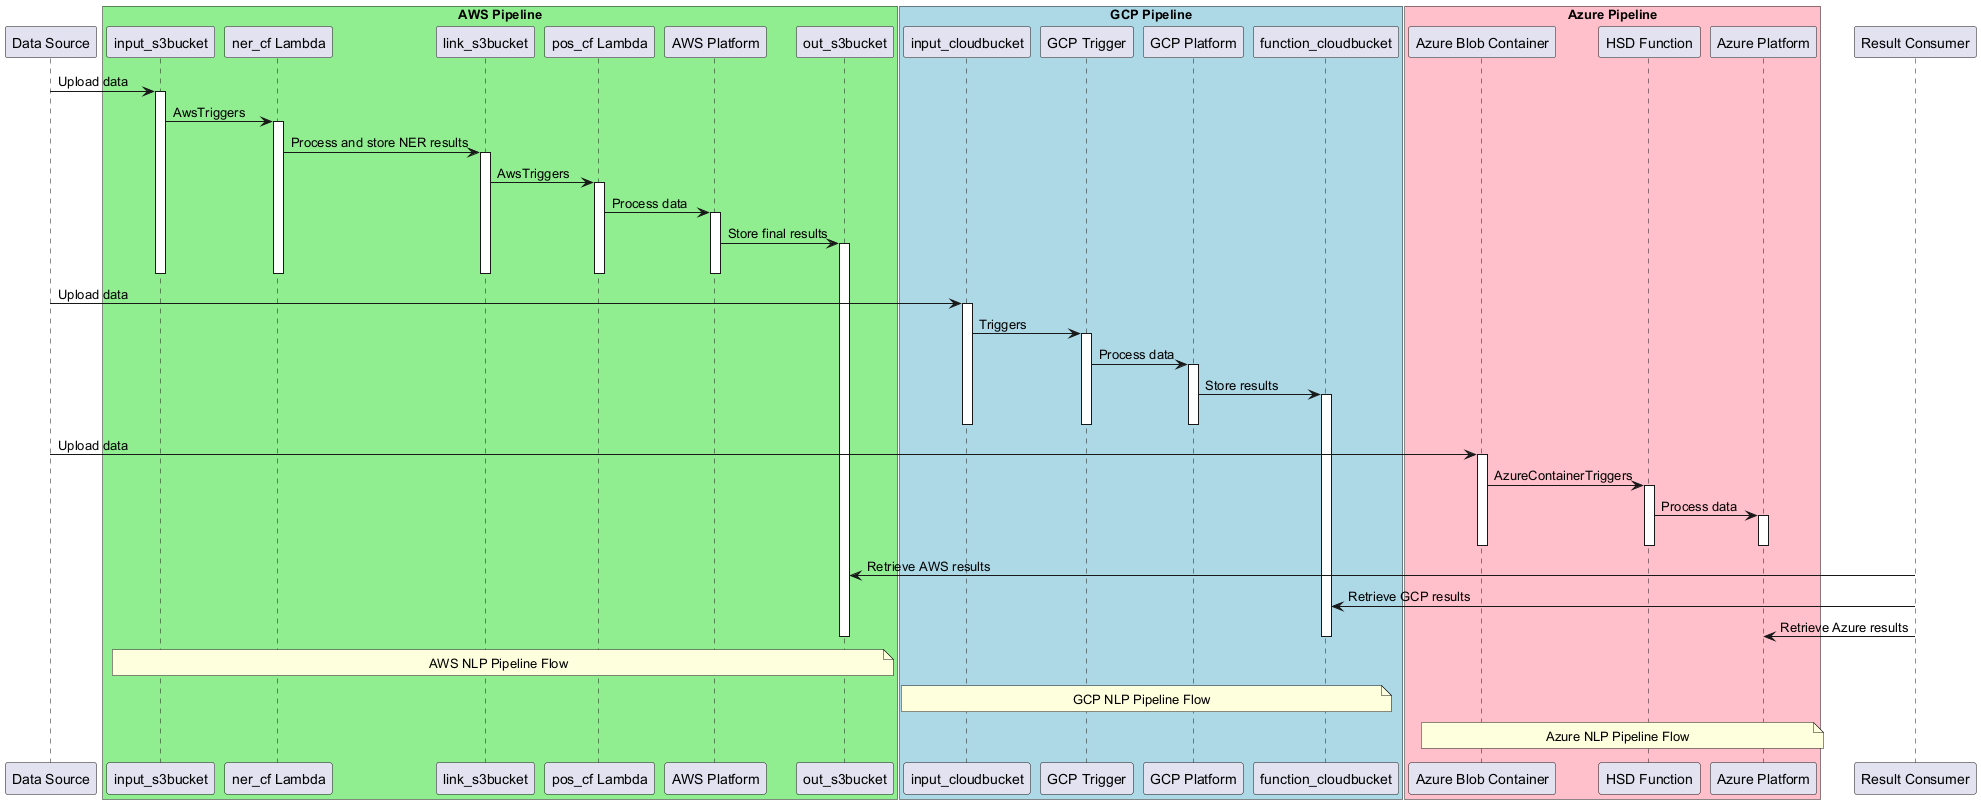 AWS Pipeline
GCP Pipeline
Azure Pipeline
Data Source
input_s3bucket
ner_cf Lambda
link_s3bucket
pos_cf Lambda
AWS Platform
out_s3bucket
input_cloudbucket
GCP Trigger
GCP Platform
function_cloudbucket
Azure Blob Container
HSD Function
Azure Platform
Result Consumer
Upload data
AwsTriggers
Process and store NER results
AwsTriggers
Process data
Store final results
Upload data
Triggers
Process data
Store results
Upload data
AzureContainerTriggers
Process data
Retrieve AWS results
Retrieve GCP results
Retrieve Azure results
AWS NLP Pipeline Flow
GCP NLP Pipeline Flow
Azure NLP Pipeline Flow
Data Source
input_s3bucket
ner_cf Lambda
link_s3bucket
pos_cf Lambda
AWS Platform
out_s3bucket
input_cloudbucket
GCP Trigger
GCP Platform
function_cloudbucket
Azure Blob Container
HSD Function
Azure Platform
Result Consumer